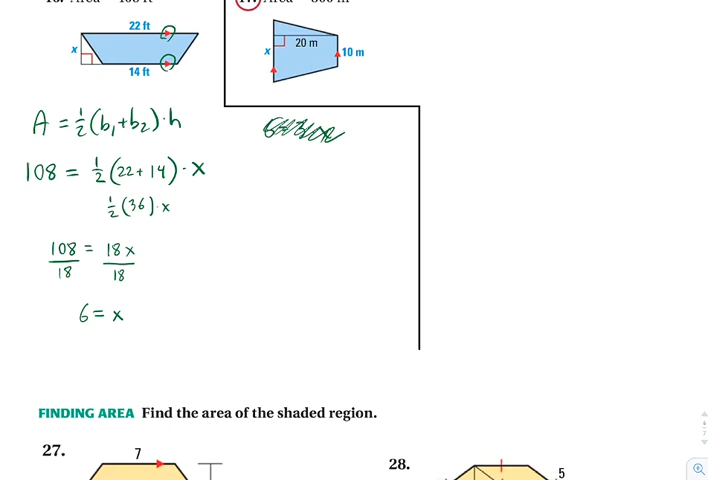 22 ft
x
14 ft
20 m
x
10 m
A = 1/2 (b₁ + b₂) · h
108 = 1/2 (22 + 14) · x
1/2 (36) · x
108/18 = 18x/18
6 = x
FINDING AREA Find the area of the shaded region.
27.
7
28.
5